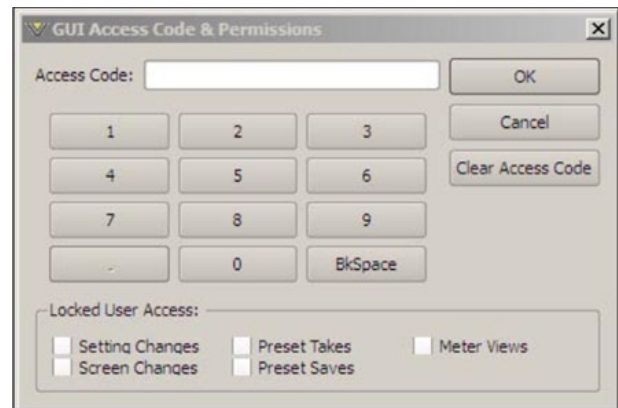 GUI Access Code & Permissions
Access Code:
OK
1 2 3
Cancel
4 5 6
Clear Access Code
7 8 9
. 0 BkSpace
Locked User Access:
Setting Changes Preset Takes Meter Views
Screen Changes Preset Saves